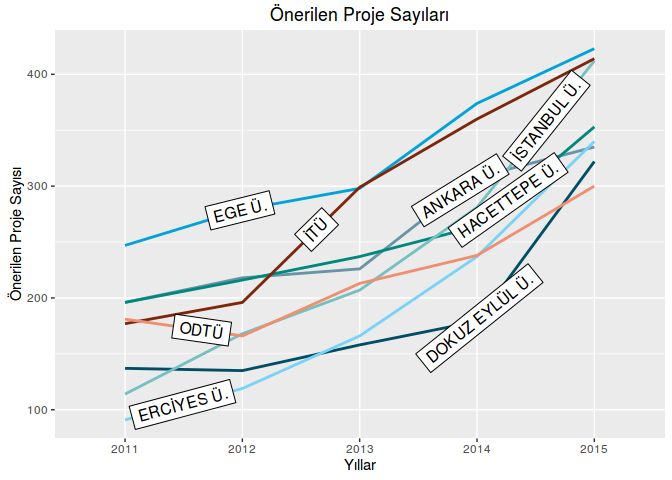 Önerilen Proje Sayıları
Önerilen Proje Sayısı
400
300
200
100
EGE Ü.
İTÜ
ODTÜ
ERCİYES Ü.
ANKARA Ü.
HACETTEPE Ü.
İSTANBUL Ü.
DOKUZ EYLÜL Ü.
2011 2012 2013 2014 2015
Yıllar